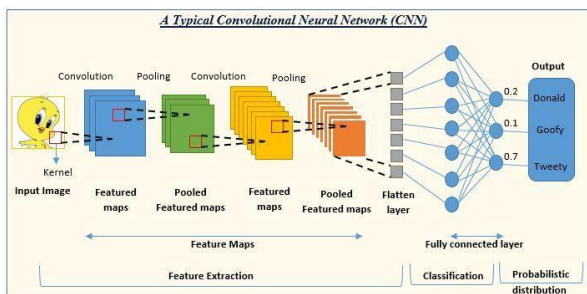 A Typical Convolutional Neural Network (CNN)
Output
Convolution Pooling Convolution Pooling
0.2 Donald
0.1 Goofy
0.7 Tweety
Kernel
Input Image
Featured maps
Pooled Featured maps
Featured maps
Pooled Featured maps
Flatten layer
Feature Maps
Fully connected layer
Feature Extraction
Classification
Probabilistic distribution